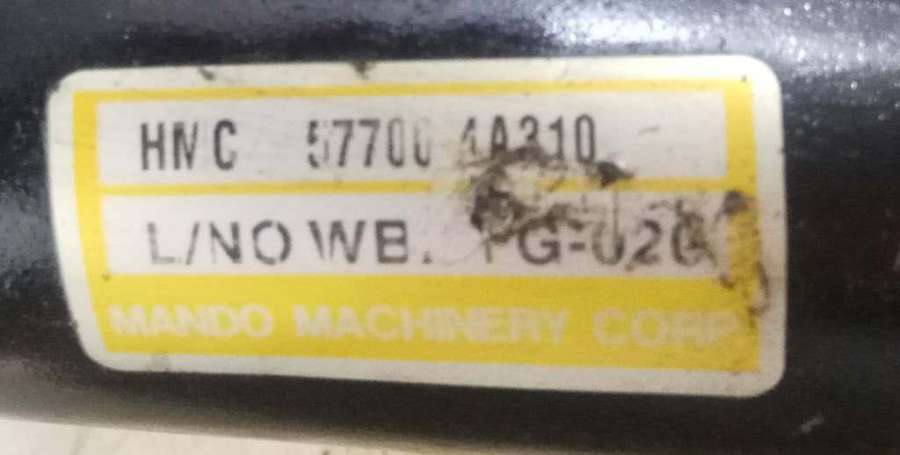 HMC 57700 4A310
L/NO WB.
MANDO MACHINERY CORP